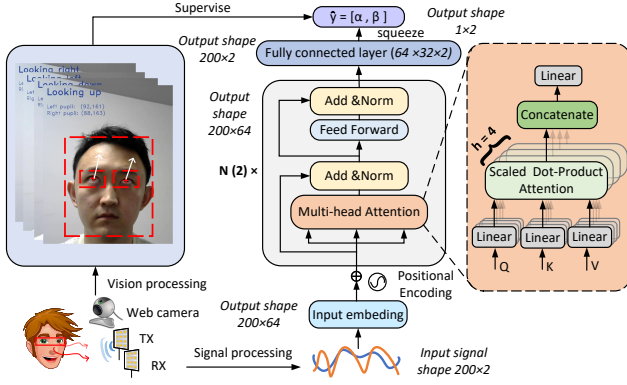 Supervise
ŷ = [α , β ]
Output shape
1×2
squeeze
Output shape
200×2
Fully connected layer (64 ×32×2)
Looking right
Looking down
Looking up
Left pupil: (92,161)
Right pupil: (88,163)
Output shape
200×64
Add &Norm
Feed Forward
N (2) ×
Add &Norm
Multi-head Attention
Linear
Concatenate
h = 4
Scaled Dot-Product
Attention
Linear
Linear
Linear
Q
K
V
Positional
Encoding
Vision processing
Web camera
TX
RX
Output shape
200×64
Input embeding
Signal processing
Input signal
shape 200×2